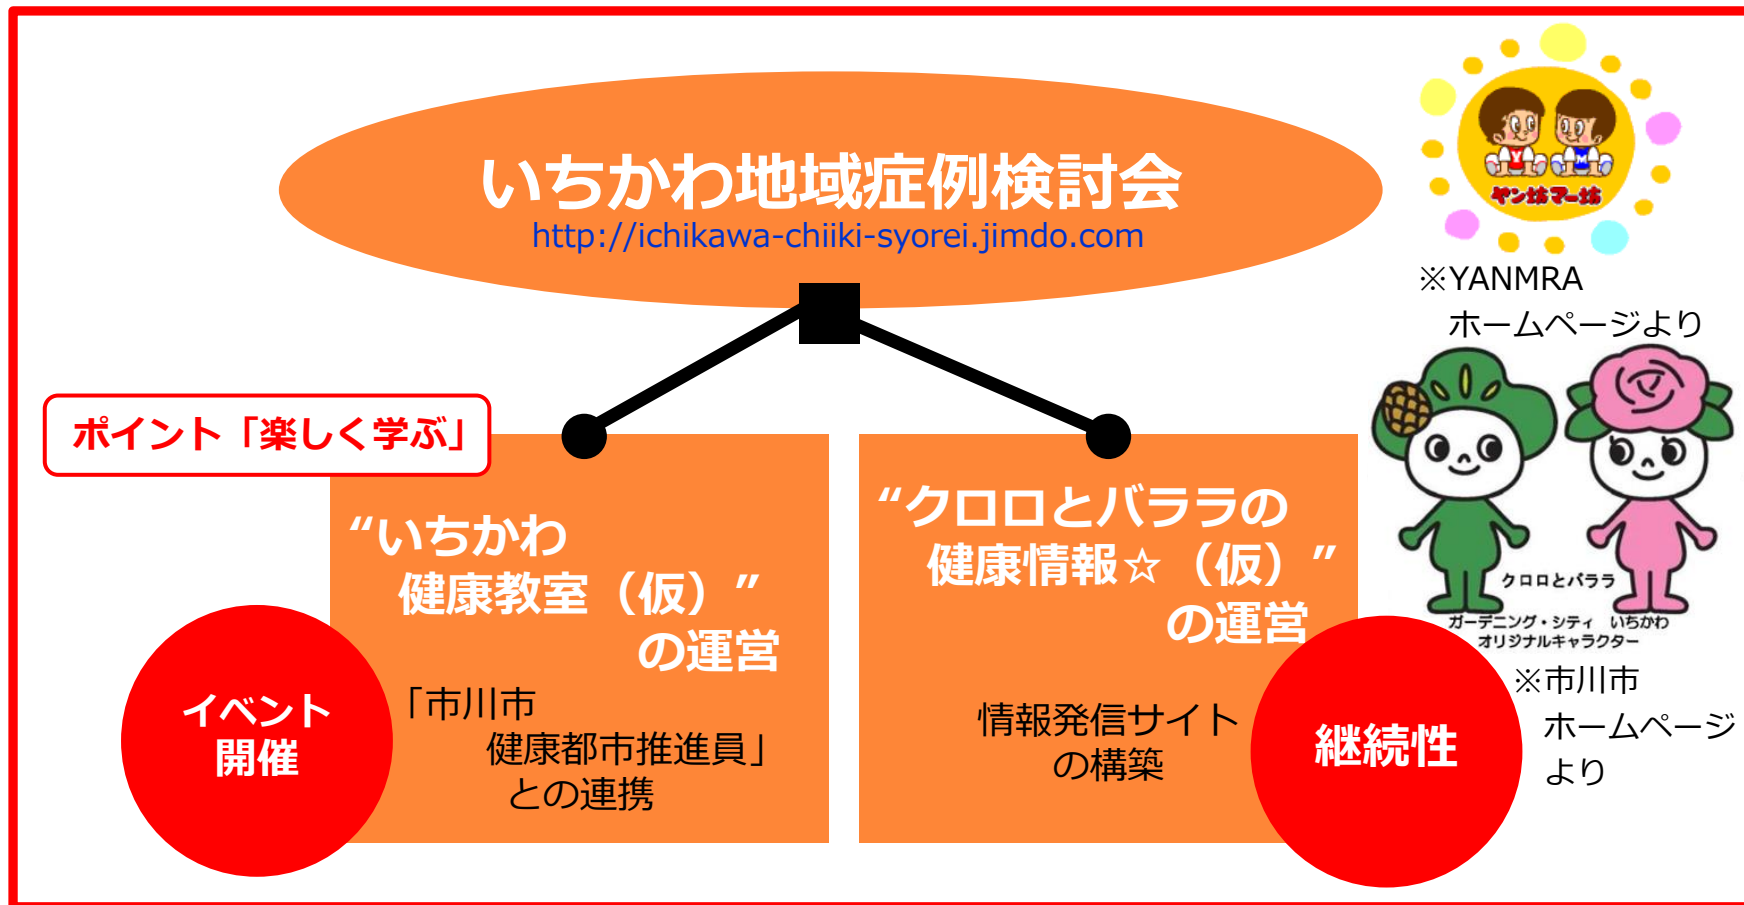 いちかわ地域症例検討会
http://ichikawa-chiiki-syorei.jimdo.com
ヤン坊マー坊
※YANMRA
ホームページより
ポイント「楽しく学ぶ」
“いちかわ
健康教室（仮）”
の運営
「市川市
健康都市推進員」
との連携
イベント
開催
“クロロとバララの
健康情報☆（仮）”
の運営
情報発信サイト
の構築
継続性
Y
M
クロロとバララ
ガーデニング・シティ いちかわ
オリジナルキャラクター
※市川市
ホームページ
より